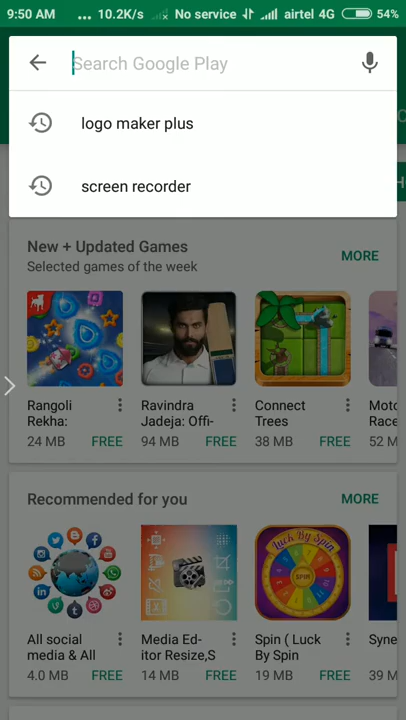 9:50 AM ... 10.2K/s No service airtel 4G 54%
Search Google Play
logo maker plus
screen recorder
New + Updated Games
MORE
Selected games of the week
Rangoli
Rekha:
24 MB FREE
Ravindra
Jadeja: Offi-
94 MB FREE
Connect
Trees
38 MB FREE
Moto
Race
52 M
Recommended for you
MORE
All social
media & All
4.0 MB FREE
Media Ed-
itor Resize,S
14 MB FREE
Luck By Spin
SPIN
Spin ( Luck
By Spin
19 MB FREE
Syne
39 M